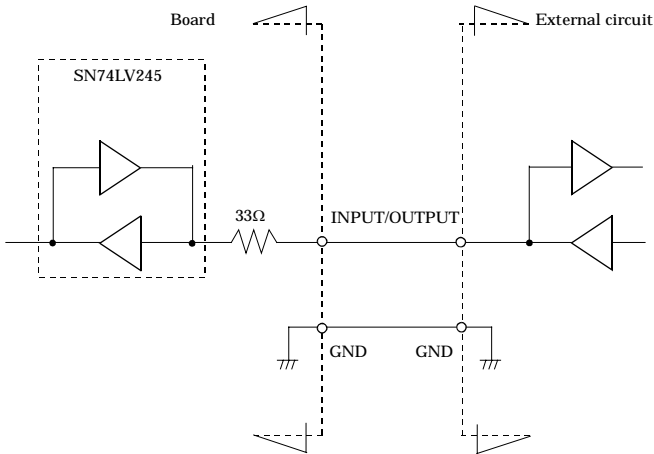 Board
External circuit
SN74LV245
33Ω
INPUT/OUTPUT
GND
GND